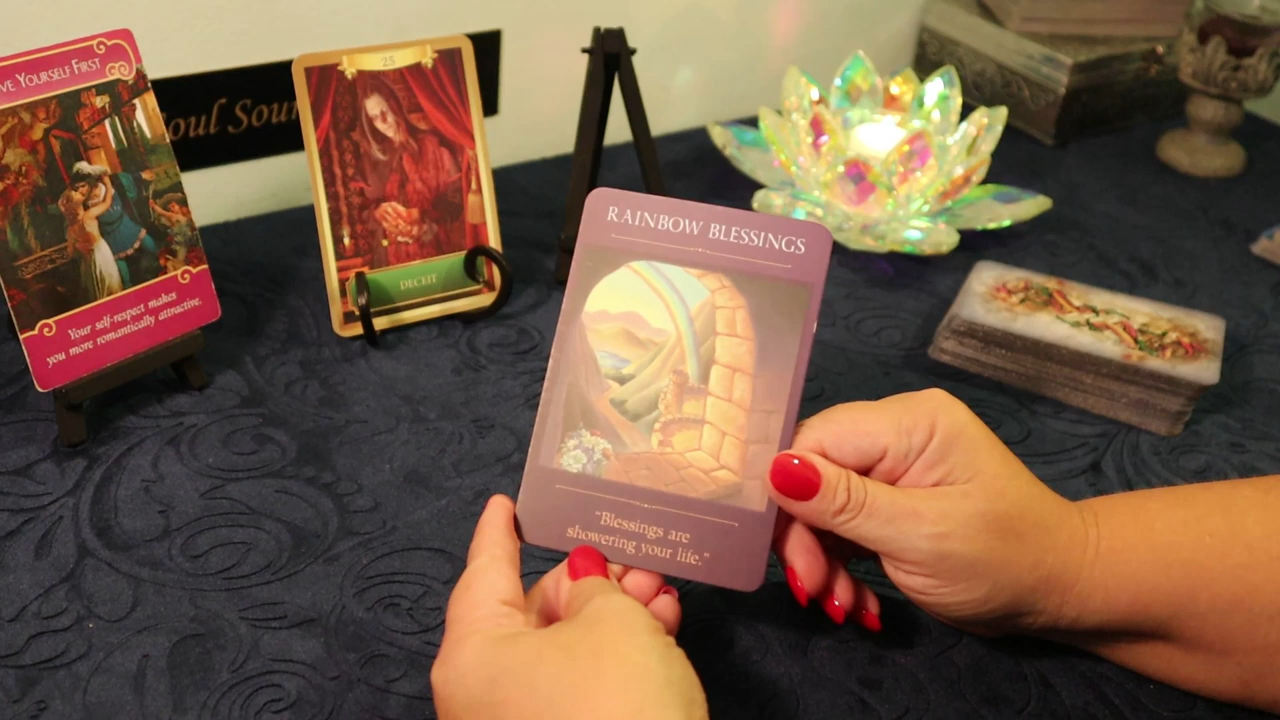 VE YOURSELF FIRST
Your self-respect makes
you more romantically attractive.
oul Sour
25
DECEIT
RAINBOW BLESSINGS
“Blessings are
showering your life.”